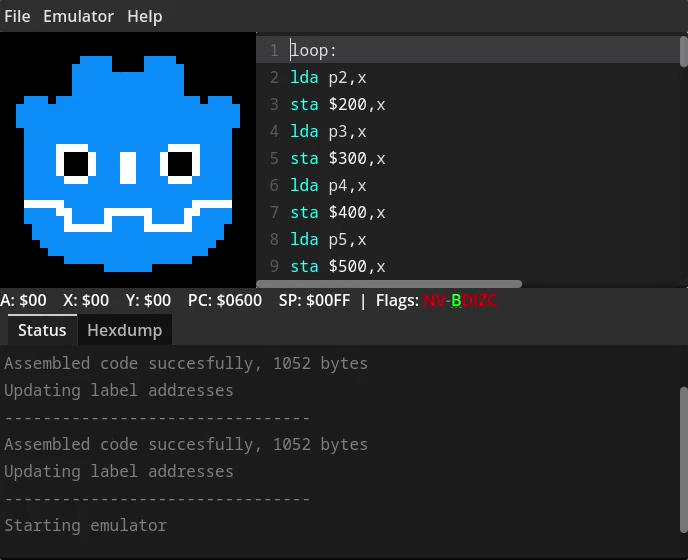 File Emulator Help
1 loop:
2 lda p2,x
3 sta $200,x
4 lda p3,x
5 sta $300,x
6 lda p4,x
7 sta $400,x
8 lda p5,x
9 sta $500,x
A: $00 X: $00 Y: $00 PC: $0600 SP: $00FF | Flags: NV-BDIZC
Status Hexdump
Assembled code succesfully, 1052 bytes
Updating label addresses
--------------------------------
Assembled code succesfully, 1052 bytes
Updating label addresses
--------------------------------
Starting emulator